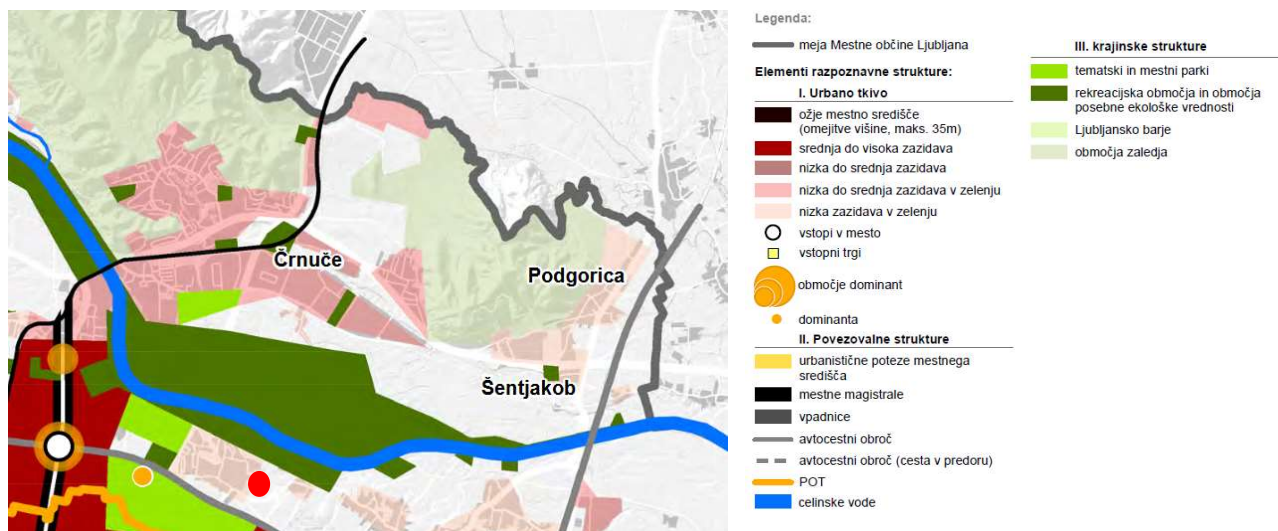 Črnuče
Podgorica
Šentjakob
Legenda:
meja Mestne občine Ljubljana
Elementi razpoznavne strukture:
I. Urbano tkivo
ožje mestno središče
(omejitve višine, maks. 35m)
srednja do visoka zazidava
nizka do srednja zazidava
nizka do srednja zazidava v zelenju
nizka zazidava v zelenju
vstopi v mesto
vstopni trgi
območje dominant
dominanta
II. Povezovalne strukture
urbanistične poteze mestnega
središča
mestne magistrale
vpadnice
avtocestni obroč
avtocestni obroč (cesta v predoru)
POT
celinske vode
III. krajinske strukture
tematski in mestni parki
rekreacijska območja in območja
posebne ekološke vrednosti
Ljubljansko barje
območja zaledja